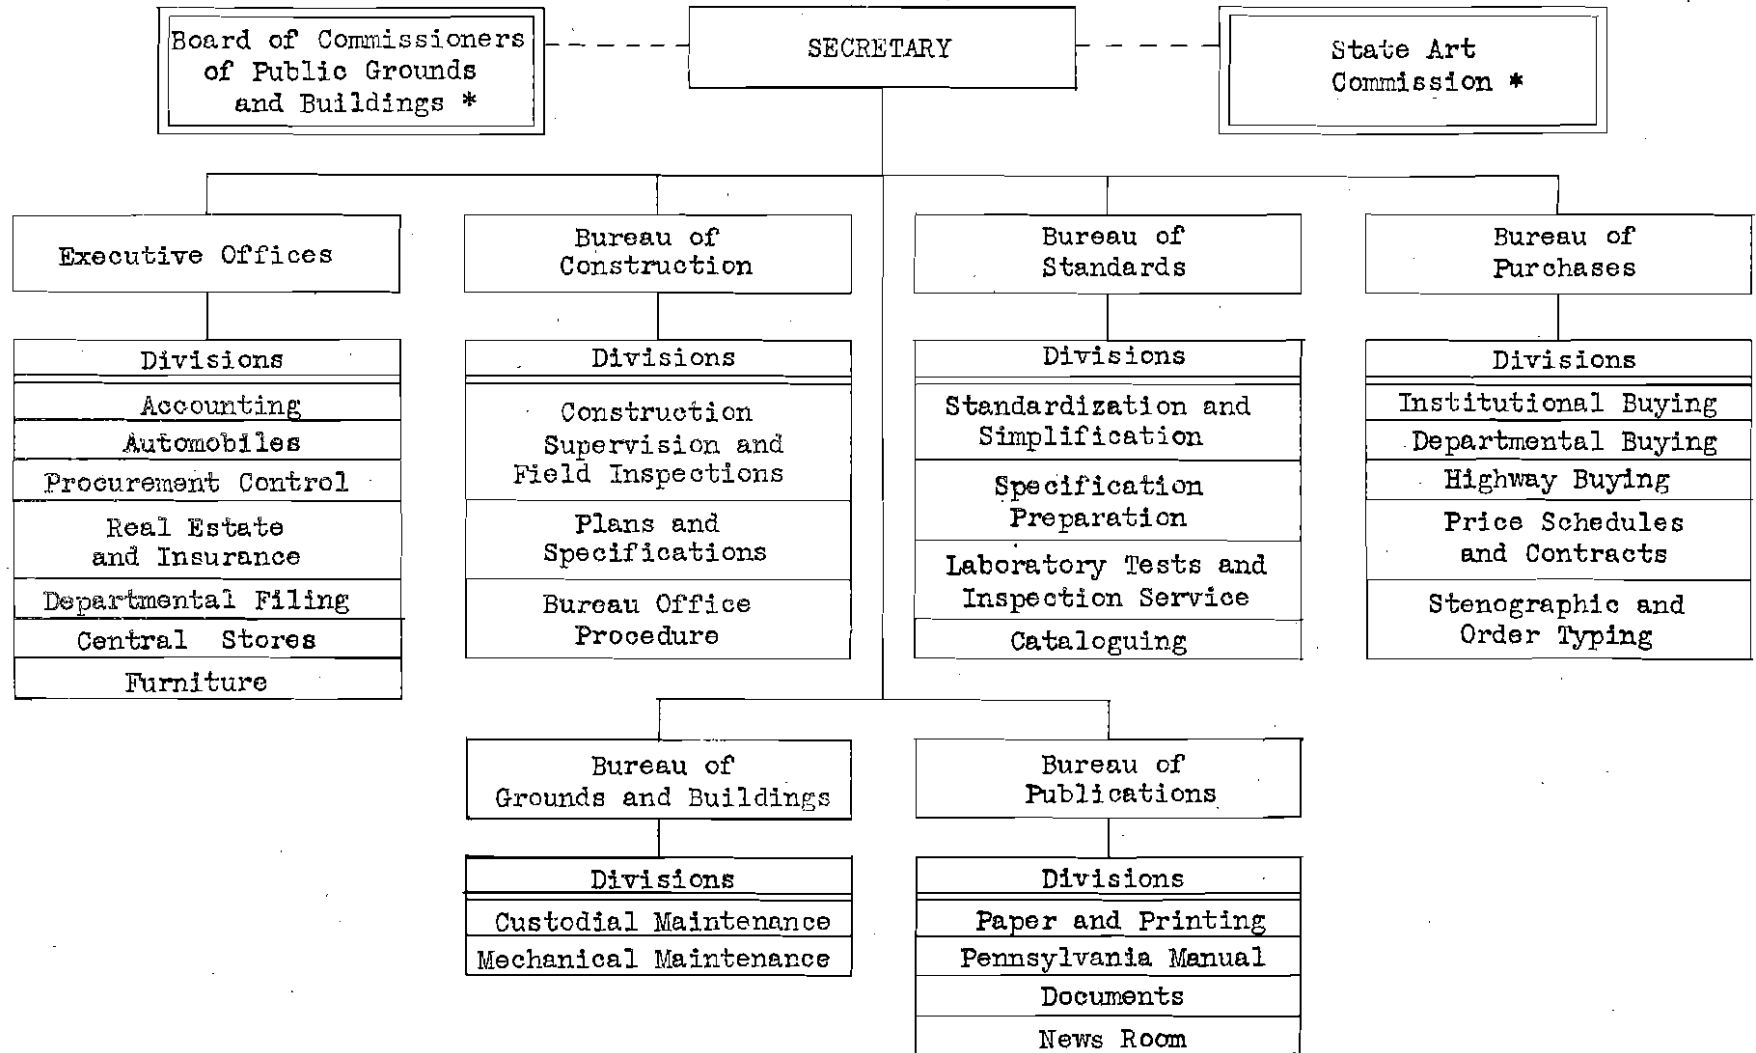 Board of Commissioners
of Public Grounds
and Buildings *
SECRETARY
State Art
Commission *
Executive Offices
Bureau of
Construction
Bureau of
Standards
Bureau of
Purchases
Divisions
Accounting
Automobiles
Procurement Control
Real Estate
and Insurance
Departmental Filing
Central Stores
Furniture
Divisions
Construction
Supervision and
Field Inspections
Plans and
Specifications
Bureau Office
Procedure
Divisions
Standardization and
Simplification
Specification
Preparation
Laboratory Tests and
Inspection Service
Cataloguing
Divisions
Institutional Buying
Departmental Buying
Highway Buying
Price Schedules
and Contracts
Stenographic and
Order Typing
Bureau of
Grounds and Buildings
Bureau of
Publications
Divisions
Custodial Maintenance
Mechanical Maintenance
Divisions
Paper and Printing
Pennsylvania Manual
Documents
News Room